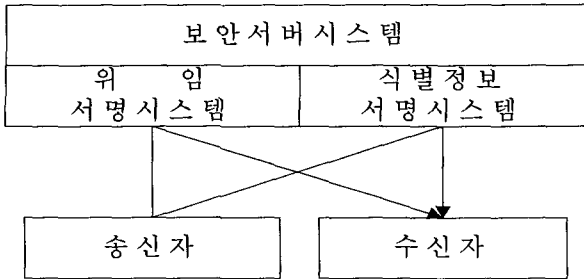 보 안 서 버 시 스 템
위 임
서 명 시 스 템
식 별 정 보
서 명 시 스 템
송 신 자
수 신 자